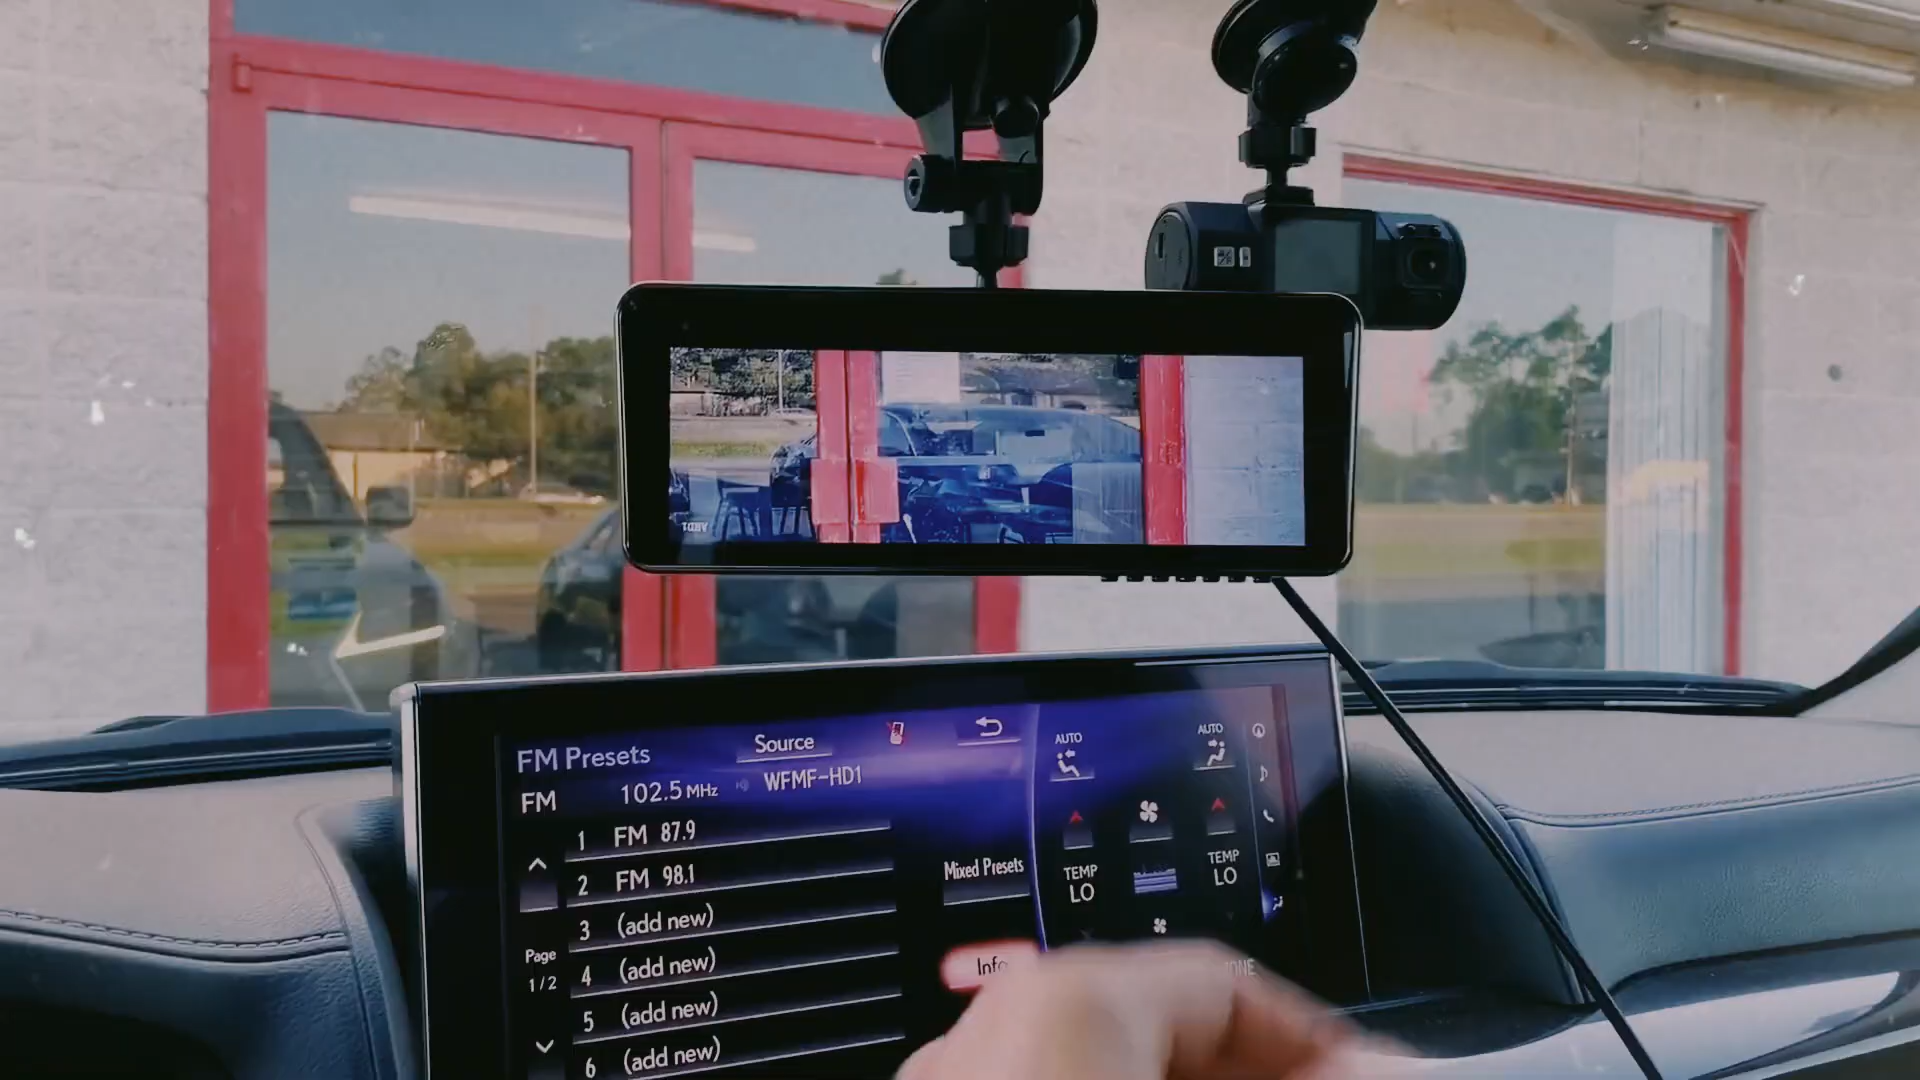 FM Presets
Source
FM 102.5 MHz WFMF-HD1
1 FM 87.9
2 FM 98.1
3 (add new)
4 (add new)
5 (add new)
6 (add new)
Page
1/2
Mixed Presets
Info
AUTO
AUTO
TEMP
LO
TEMP
LO